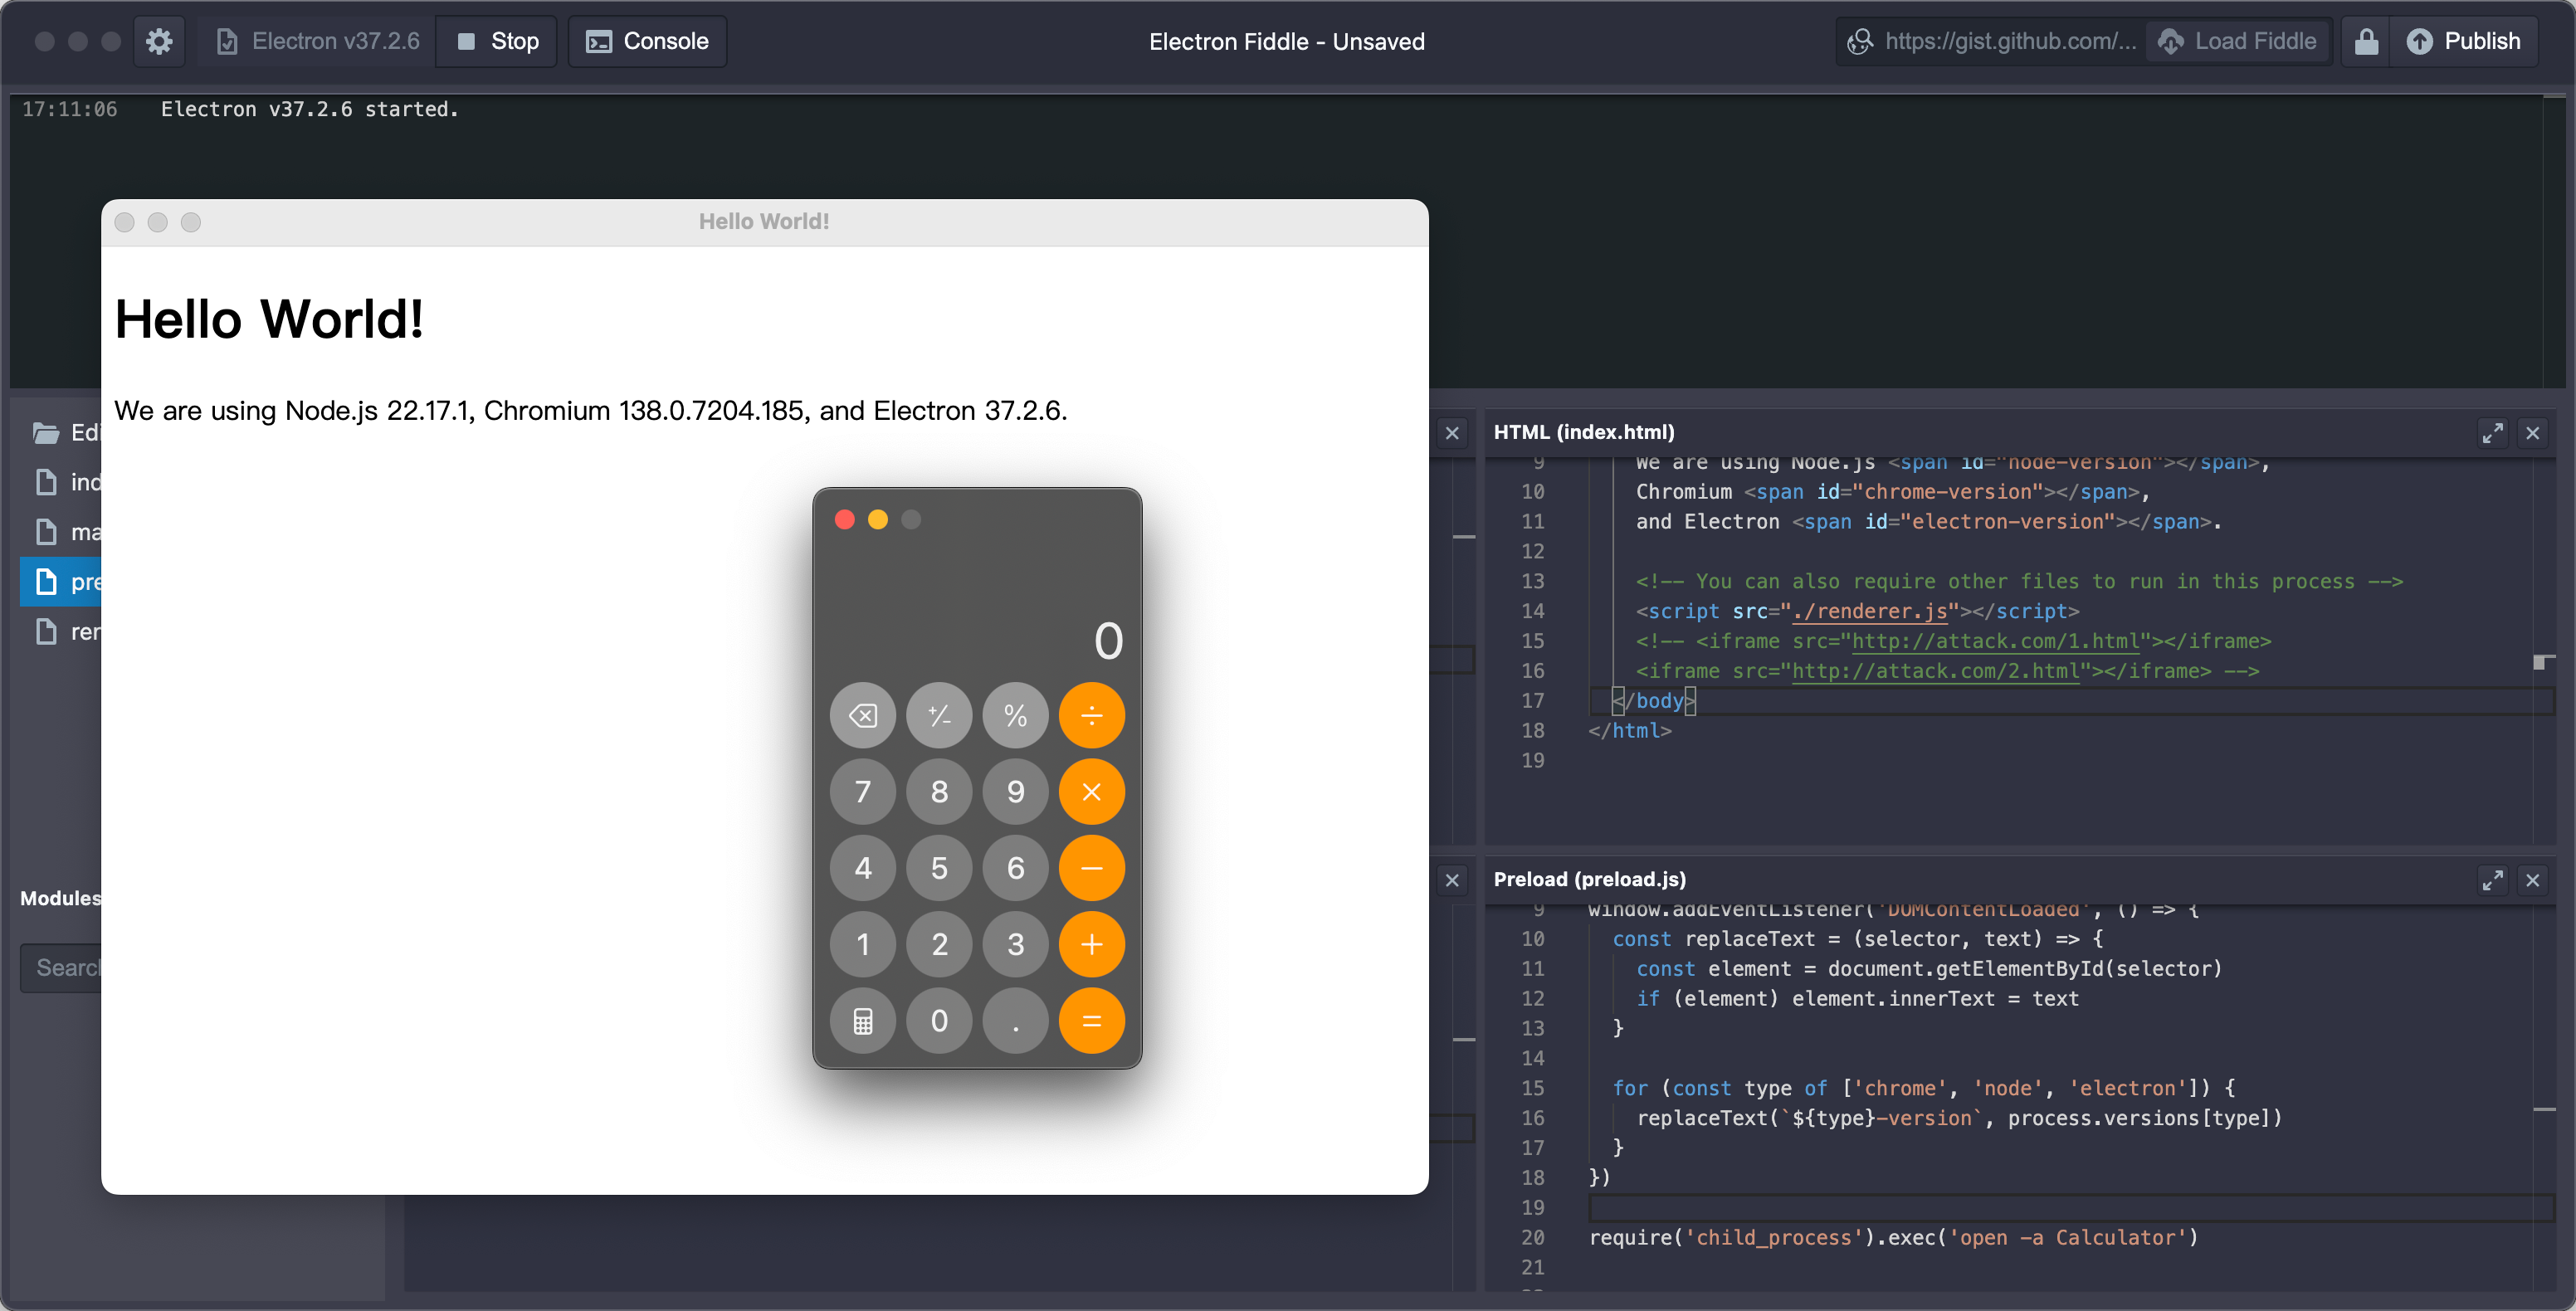 Electron v37.2.6
Stop
Console
Electron Fiddle - Unsaved
https://gist.github.com/...
Load Fiddle
Publish
17:11:06 Electron v37.2.6 started.
Hello World!
Hello World!
We are using Node.js 22.17.1, Chromium 138.0.7204.185, and Electron 37.2.6.
0
+/- % ÷
7 8 9 ×
4 5 6 −
1 2 3 +
0 . =
Edi
ind
ma
pre
ren
Modules
Search
HTML (index.html)
9 We are using Node.js <span id="node-version"></span>,
10 Chromium <span id="chrome-version"></span>,
11 and Electron <span id="electron-version"></span>.
12
13 <!-- You can also require other files to run in this process -->
14 <script src="./renderer.js"></script>
15 <!-- <iframe src="http://attack.com/1.html"></iframe>
16 <iframe src="http://attack.com/2.html"></iframe> -->
17 </body>
18 </html>
19
Preload (preload.js)
9 window.addEventListener('DOMContentLoaded', () => {
10 const replaceText = (selector, text) => {
11 const element = document.getElementById(selector)
12 if (element) element.innerText = text
13 }
14
15 for (const type of ['chrome', 'node', 'electron']) {
16 replaceText(`${type}-version`, process.versions[type])
17 }
18 })
19
20 require('child_process').exec('open -a Calculator')
21